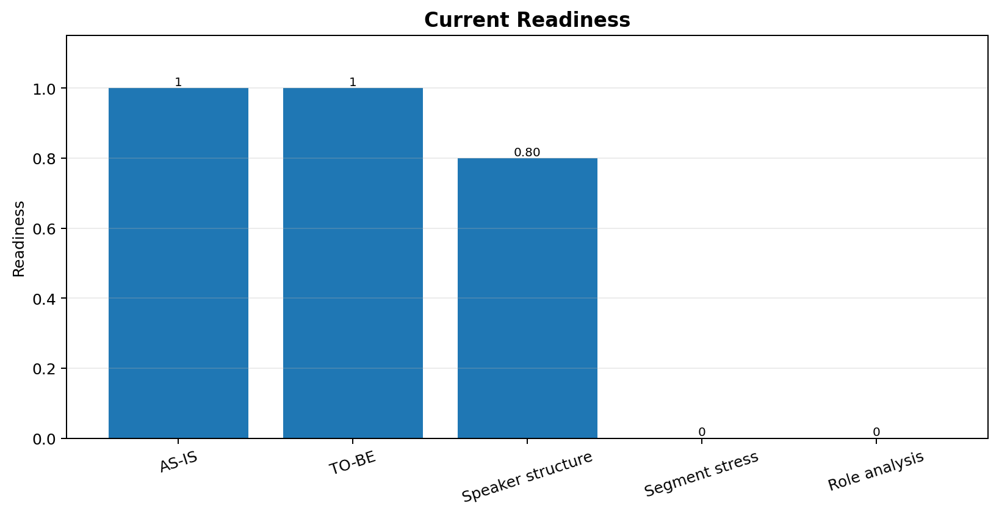 Current Readiness
1
1
0.80
0
0
1.0
0.8
0.6
0.4
0.2
0.0
Readiness
AS-IS
TO-BE
Speaker structure
Segment stress
Role analysis